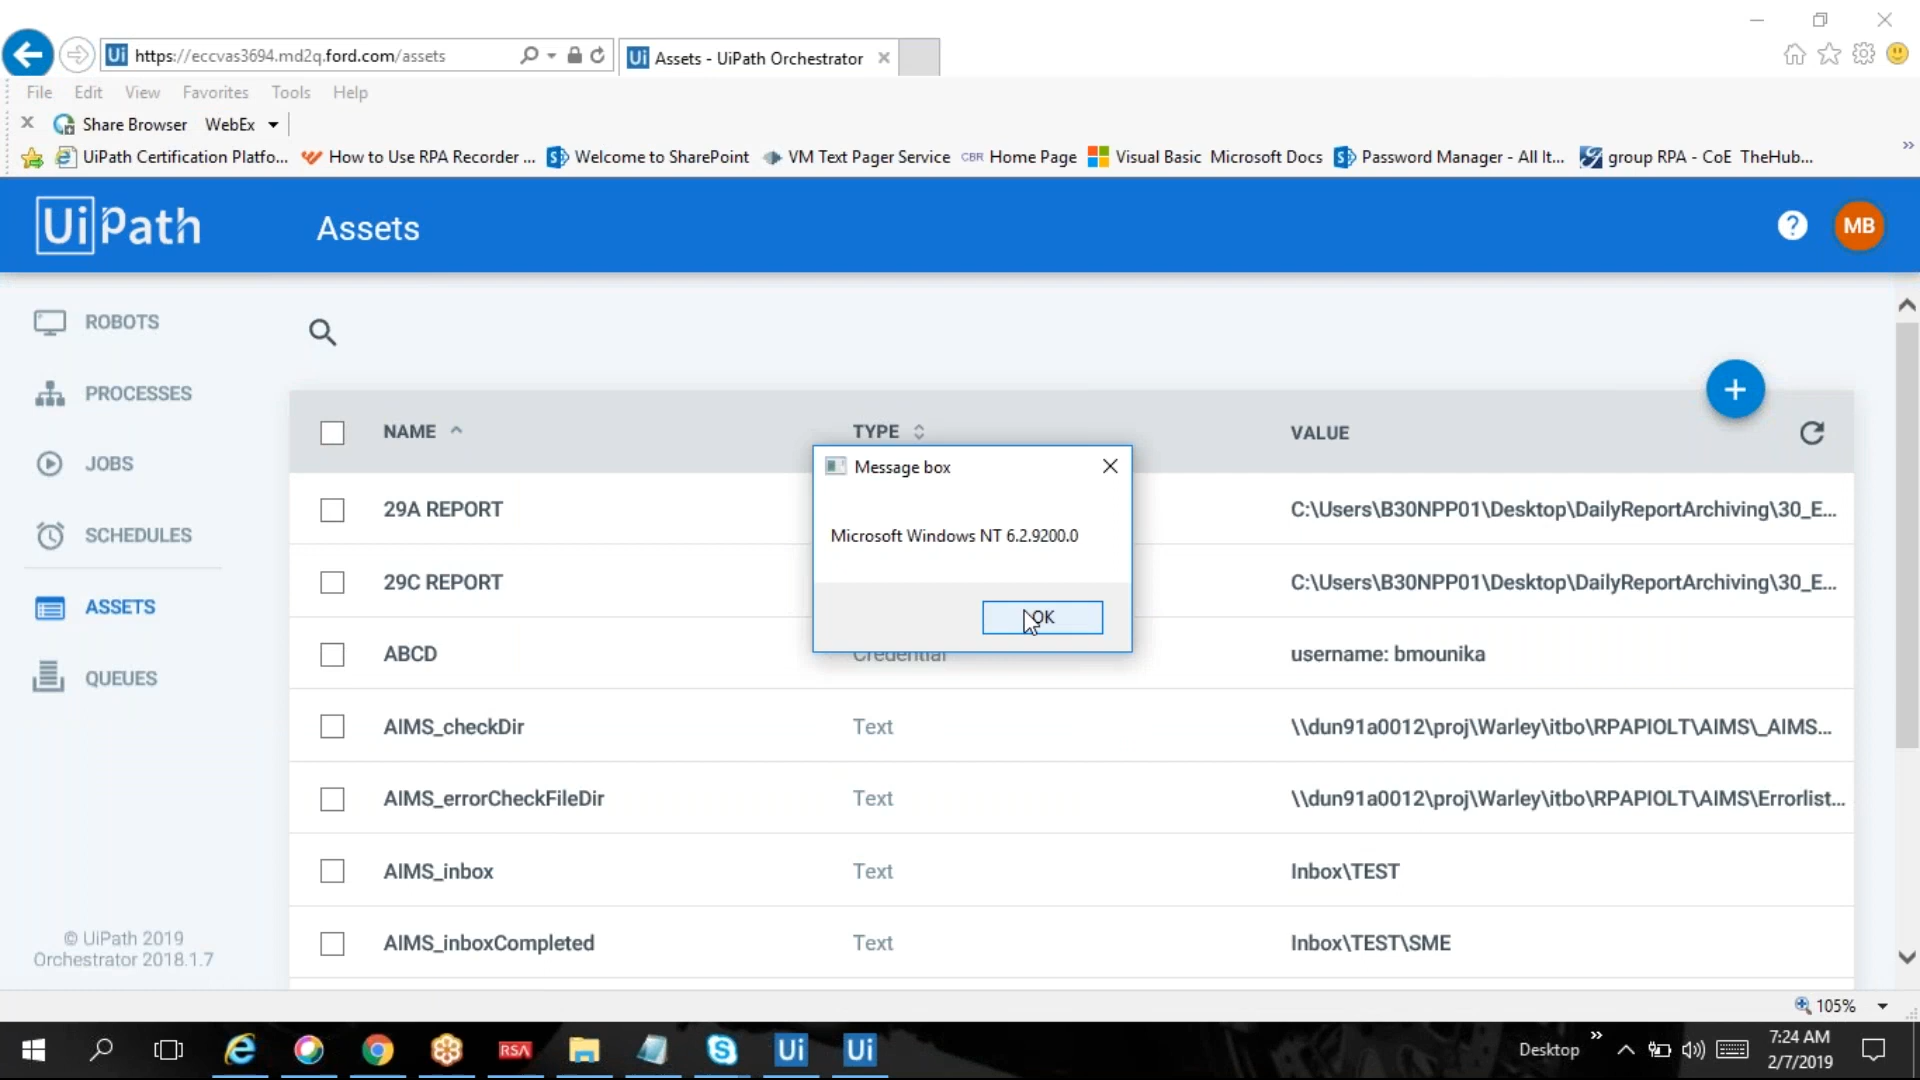 https://eccvas3694.md2q.ford.com/assets
Assets - UiPath Orchestrator
File Edit View Favorites Tools Help
Share Browser WebEx
UiPath Certification Platfo... How to Use RPA Recorder ... Welcome to SharePoint VM Text Pager Service CBR Home Page Visual Basic Microsoft Docs Password Manager - All It... group RPA - CoE TheHub...
UiPath Assets ? MB
ROBOTS
PROCESSES
JOBS
SCHEDULES
ASSETS
QUEUES
© UiPath 2019
Orchestrator 2018.1.7
NAME TYPE VALUE
29A REPORT C:\Users\B30NPP01\Desktop\DailyReportArchiving\30_E...
29C REPORT C:\Users\B30NPP01\Desktop\DailyReportArchiving\30_E...
ABCD Credential username: bmounika
AIMS_checkDir Text \\dun91a0012\proj\Warley\itbo\RPAPIOLT\AIMS\_AIMS...
AIMS_errorCheckFileDir Text \\dun91a0012\proj\Warley\itbo\RPAPIOLT\AIMS\Errorlist...
AIMS_inbox Text Inbox\TEST
AIMS_inboxCompleted Text Inbox\TEST\SME
Message box
Microsoft Windows NT 6.2.9200.0
OK
105%
RSA Ui Ui Desktop
7:24 AM
2/7/2019